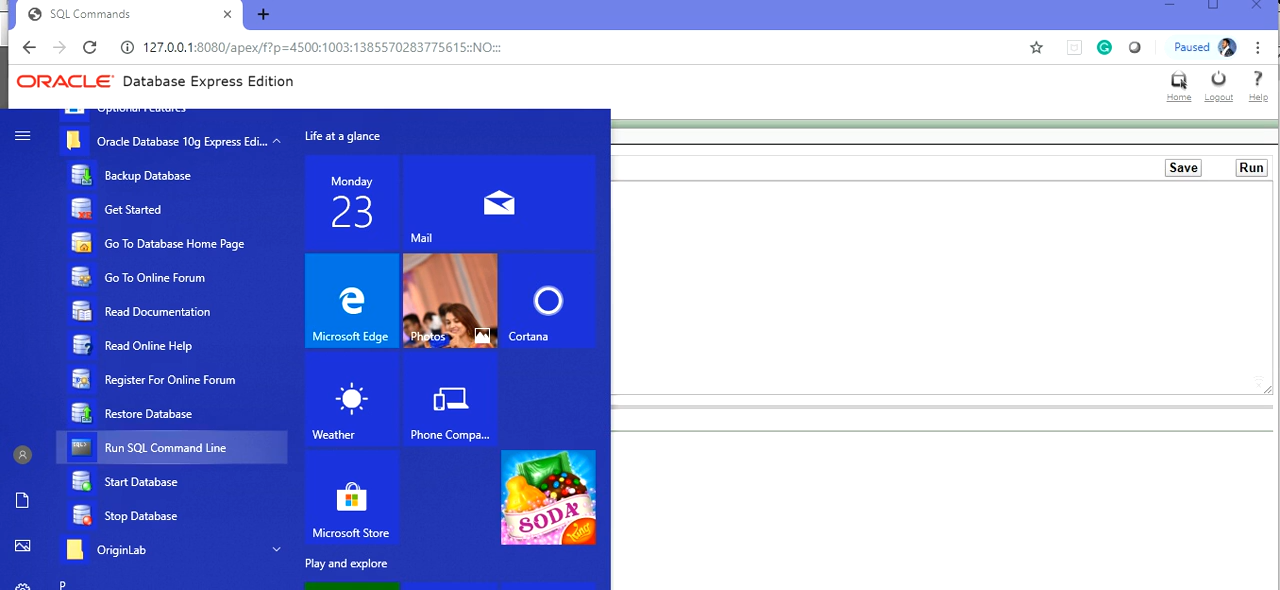 SQL Commands
127.0.0.1:8080/apex/f?p=4500:1003:1385570283775615::NO:::
Paused
ORACLE Database Express Edition
Home
Logout
Help
Save
Run
Optional Features
Oracle Database 10g Express Edi...
Backup Database
Get Started
Go To Database Home Page
Go To Online Forum
Read Documentation
Read Online Help
Register For Online Forum
Restore Database
Run SQL Command Line
Start Database
Stop Database
OriginLab
P
Life at a glance
Monday
23
Mail
Microsoft Edge
Photos
Cortana
Weather
Phone Compa...
Microsoft Store
SODA
King
Play and explore